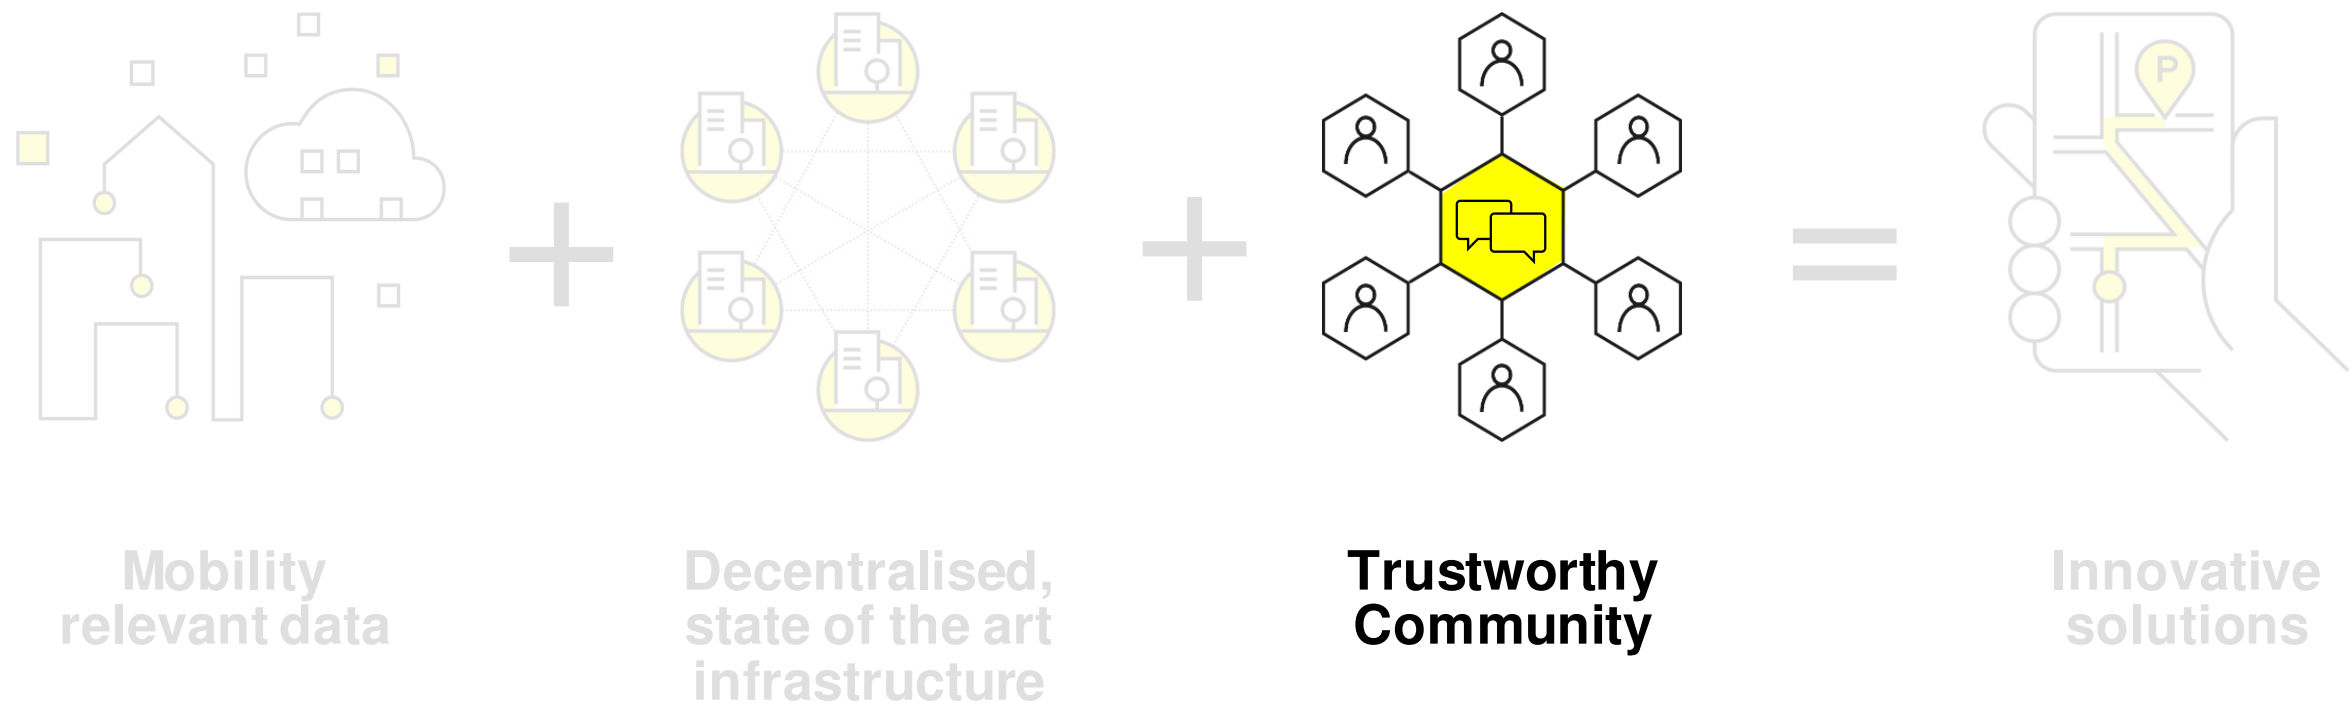 P
Mobility
relevant data
Decentralised,
state of the art
infrastructure
Trustworthy
Community
Innovative
solutions